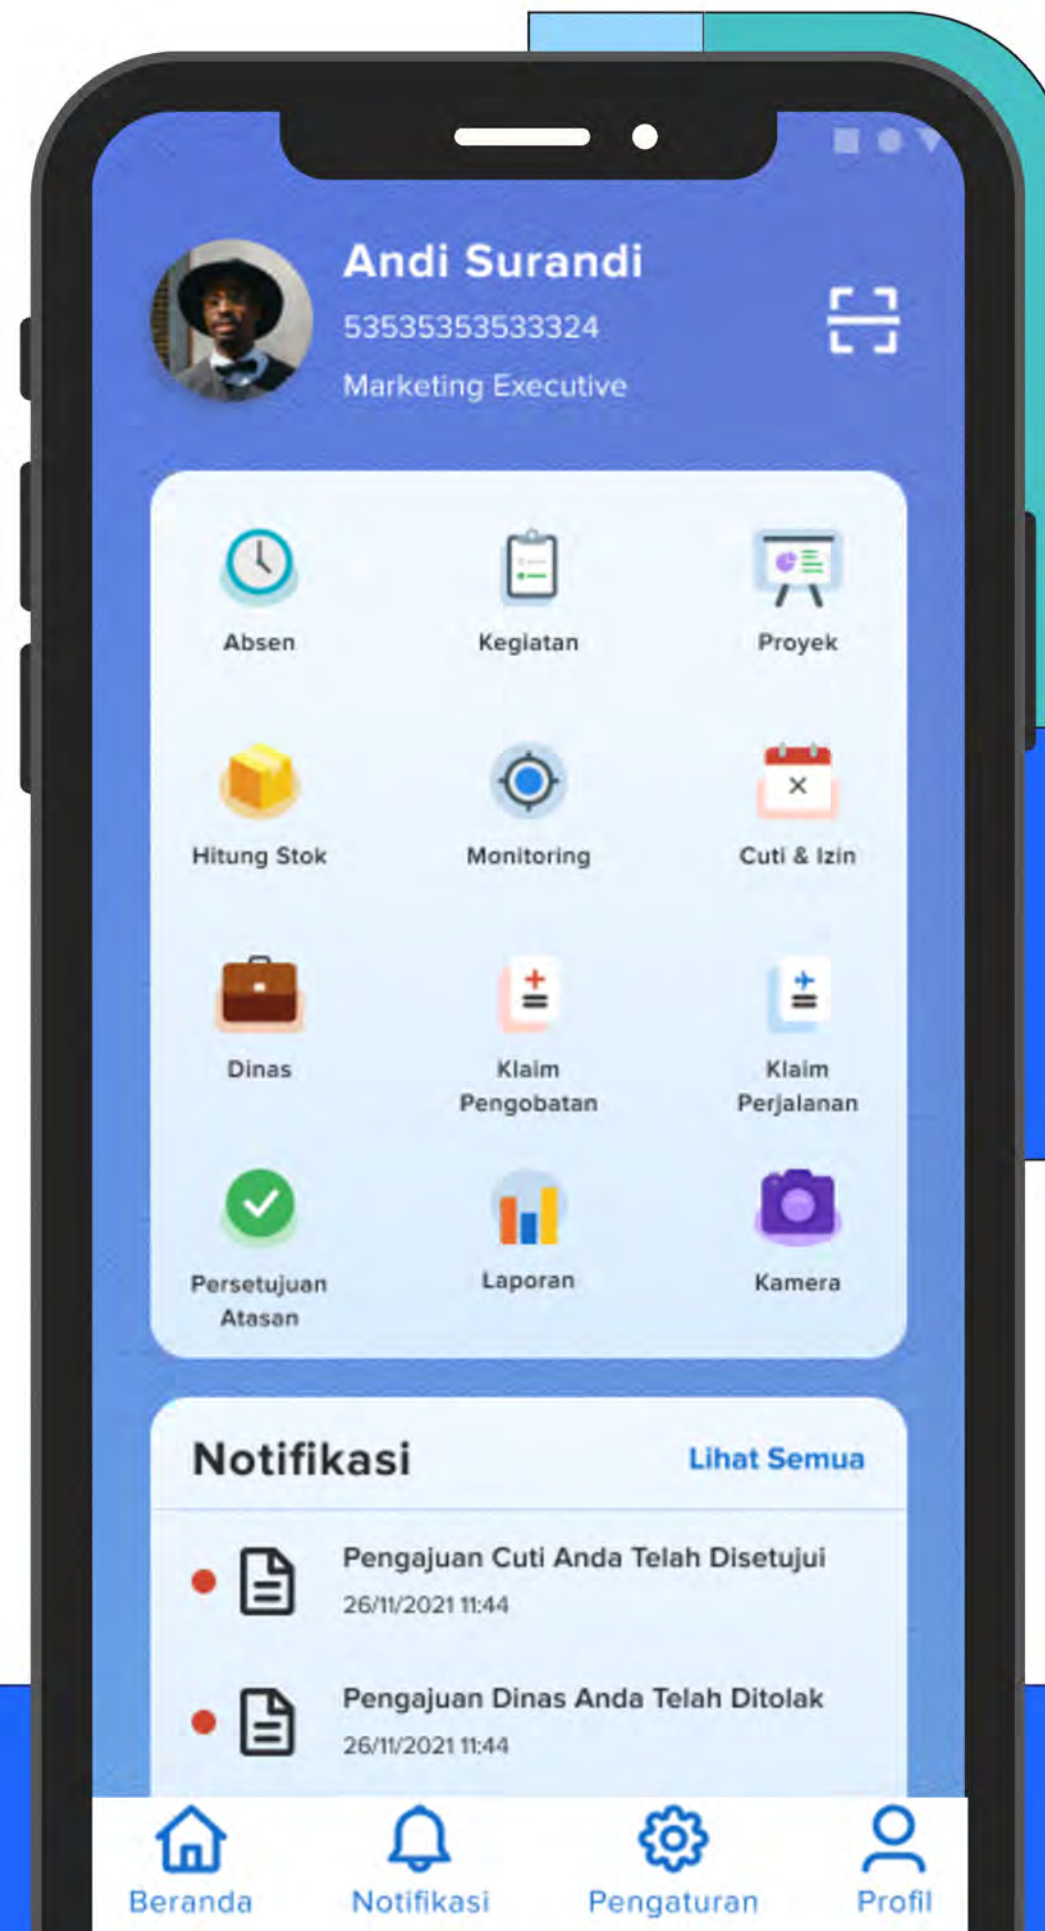 Andi Surandi
53535353533324
Marketing Executive
Absen
Kegiatan
Proyek
Hitung Stok
Monitoring
Cuti & Izin
Dinas
Klaim
Pengobatan
Klaim
Perjalanan
Persetujuan
Atasan
Laporan
Kamera
Notifikasi
Lihat Semua
Pengajuan Cuti Anda Telah Disetujui
26/11/2021 11:44
Pengajuan Dinas Anda Telah Ditolak
26/11/2021 11:44
Beranda
Notifikasi
Pengaturan
Profil